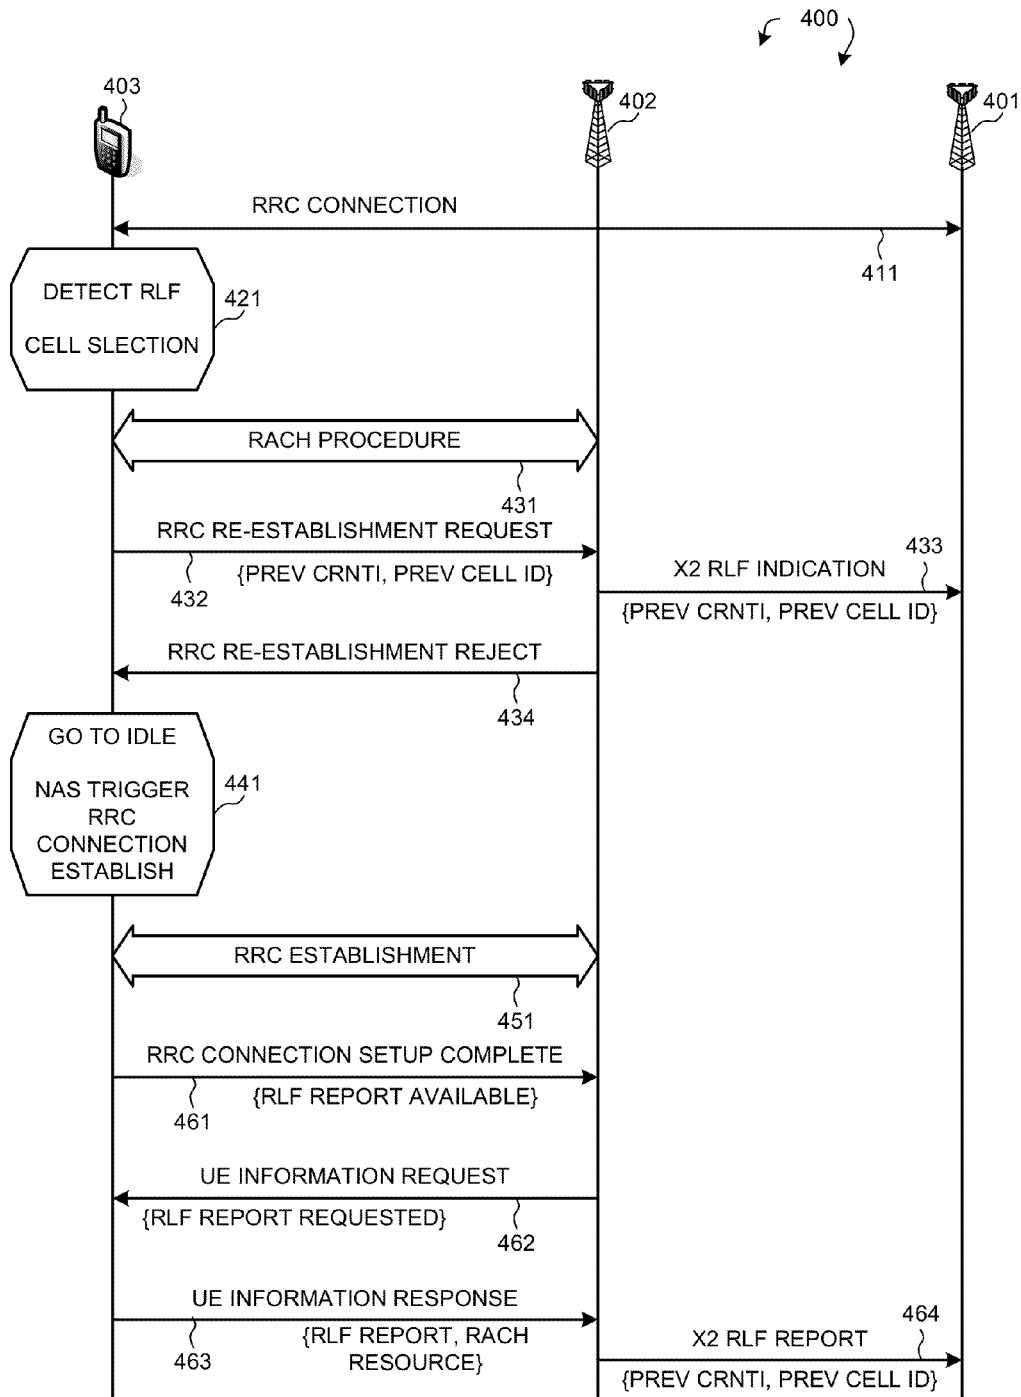 400
403
402
401
RRC CONNECTION
411
DETECT RLF
CELL SLECTION
421
RACH PROCEDURE
431
RRC RE-ESTABLISHMENT REQUEST
{PREV CRNTI, PREV CELL ID}
432
X2 RLF INDICATION
433
{PREV CRNTI, PREV CELL ID}
RRC RE-ESTABLISHMENT REJECT
434
GO TO IDLE
NAS TRIGGER
RRC
CONNECTION
ESTABLISH
441
RRC ESTABLISHMENT
451
RRC CONNECTION SETUP COMPLETE
{RLF REPORT AVAILABLE}
461
UE INFORMATION REQUEST
{RLF REPORT REQUESTED}
462
UE INFORMATION RESPONSE
{RLF REPORT, RACH
RESOURCE}
463
X2 RLF REPORT
464
{PREV CRNTI, PREV CELL ID}